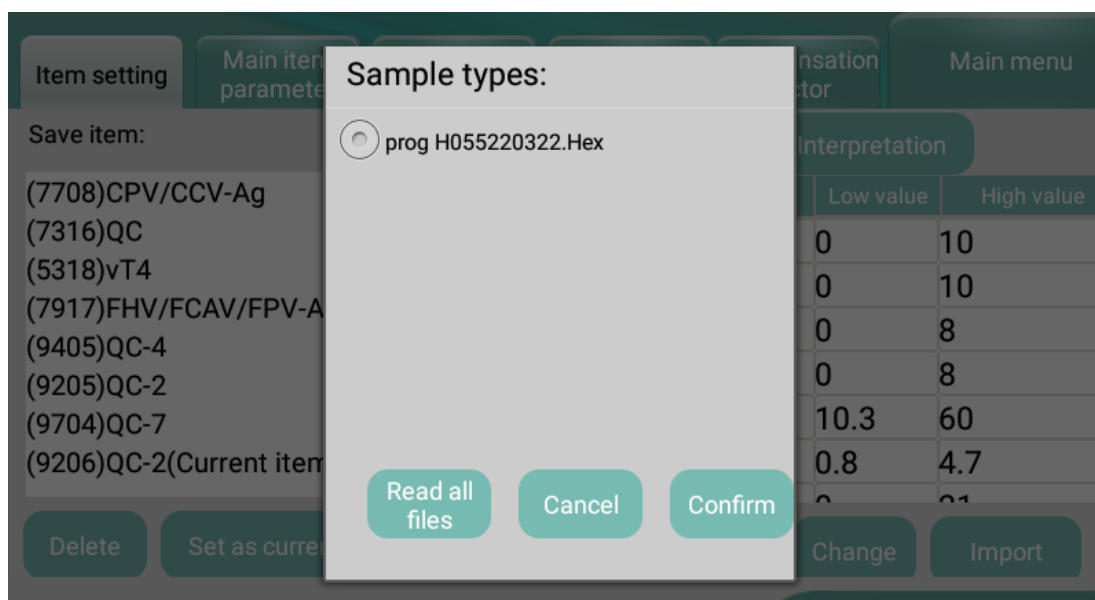 Item setting
Main iten
paramete
nsation
ctor
Main menu
Sample types:
prog H055220322.Hex
Save item:
Interpretation
(7708)CPV/CCV-Ag
(7316)QC
(5318)vT4
(7917)FHV/FCAV/FPV-A
(9405)QC-4
(9205)QC-2
(9704)QC-7
(9206)QC-2(Current item
Low value High value
0 10
0 10
0 8
0 8
10.3 60
0.8 4.7
Read all
files
Cancel
Confirm
Delete
Set as curre
Change
Import